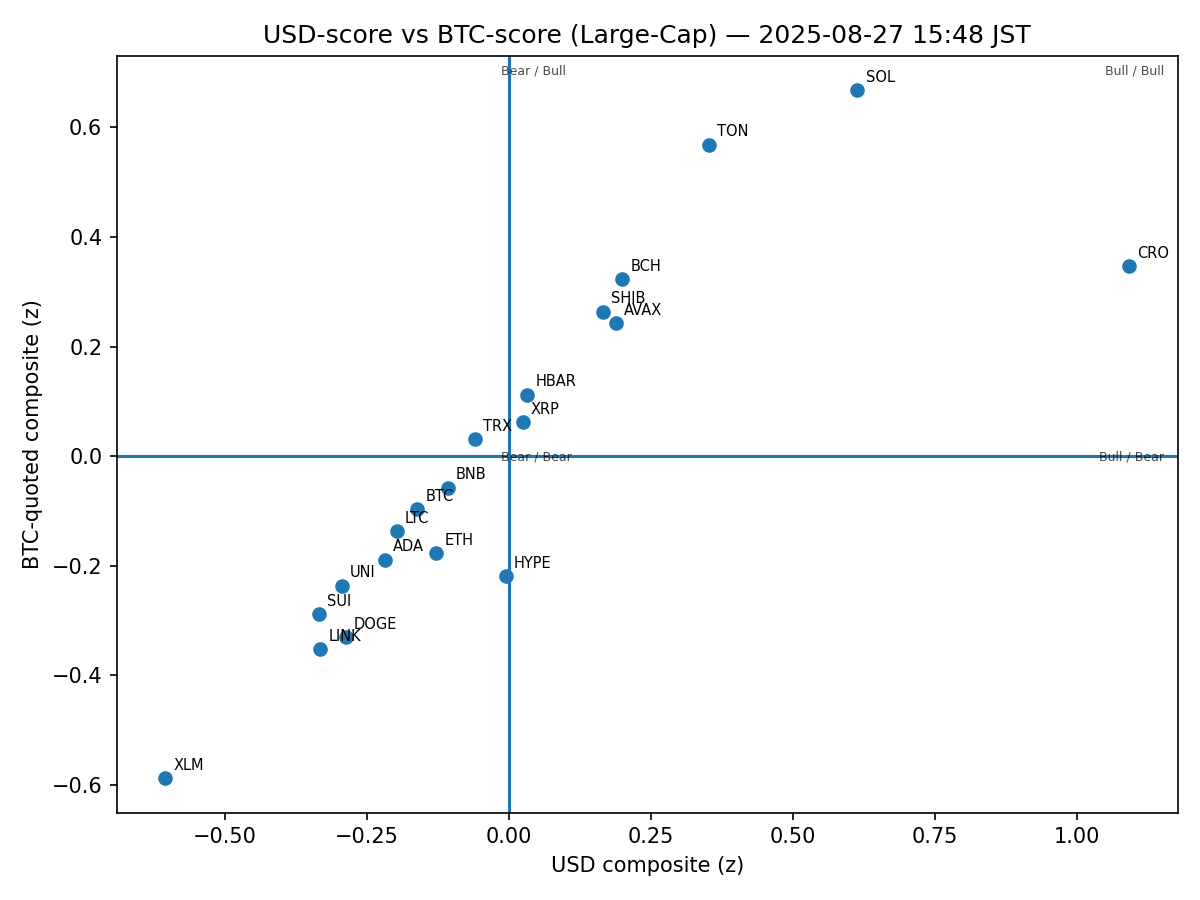 USD-score vs BTC-score (Large-Cap) — 2025-08-27 15:48 JST
Bear / Bull
Bull / Bull
SOL
TON
CRO
BCH
SHIB
AVAX
HBAR
XRP
TRX
Bear / Bear
Bull / Bear
BNB
BTC
LTC
ETH
ADA
HYPE
UNI
SUI
DOGE
LINK
XLM
0.6
0.4
0.2
0.0
−0.2
−0.4
−0.6
BTC-quoted composite (z)
−0.50
−0.25
0.00
0.25
0.50
0.75
1.00
USD composite (z)